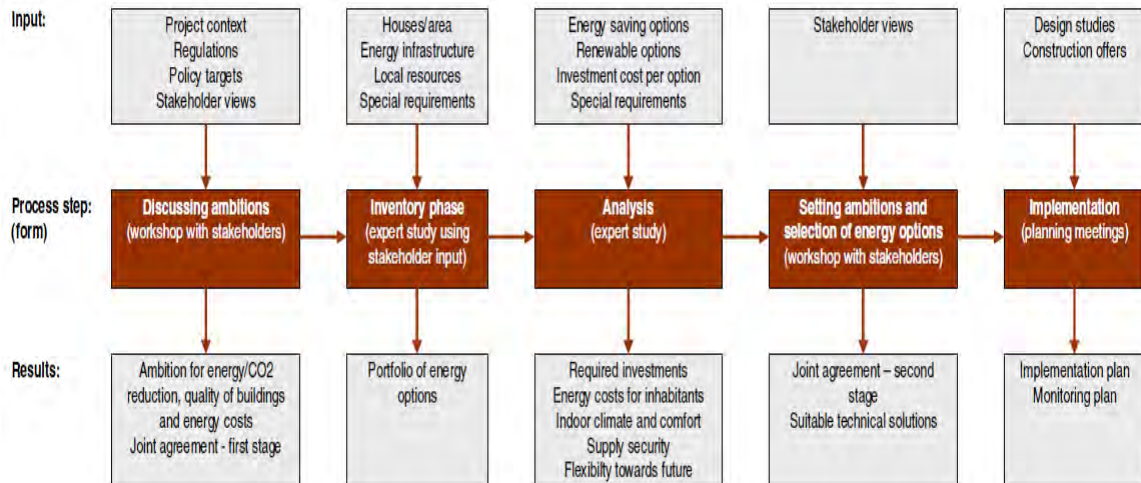 Input:
Project context
Regulations
Policy targets
Stakeholder views
Houses/area
Energy infrastructure
Local resources
Special requirements
Energy saving options
Renewable options
Investment cost per option
Special requirements
Stakeholder views
Design studies
Construction offers
Process step:
(form)
Discussing ambitions
(workshop with stakeholders)
Inventory phase
(expert study using
stakeholder input)
Analysis
(expert study)
Setting ambitions and
selection of energy options
(workshop with stakeholders)
Implementation
(planning meetings)
Results:
Ambition for energy/CO2
reduction, quality of buildings
and energy costs
Joint agreement - first stage
Portfolio of energy
options
Required investments
Energy costs for inhabitants
Indoor climate and comfort
Supply security
Flexibilty towards future
Joint agreement – second
stage
Suitable technical solutions
Implementation plan
Monitoring plan